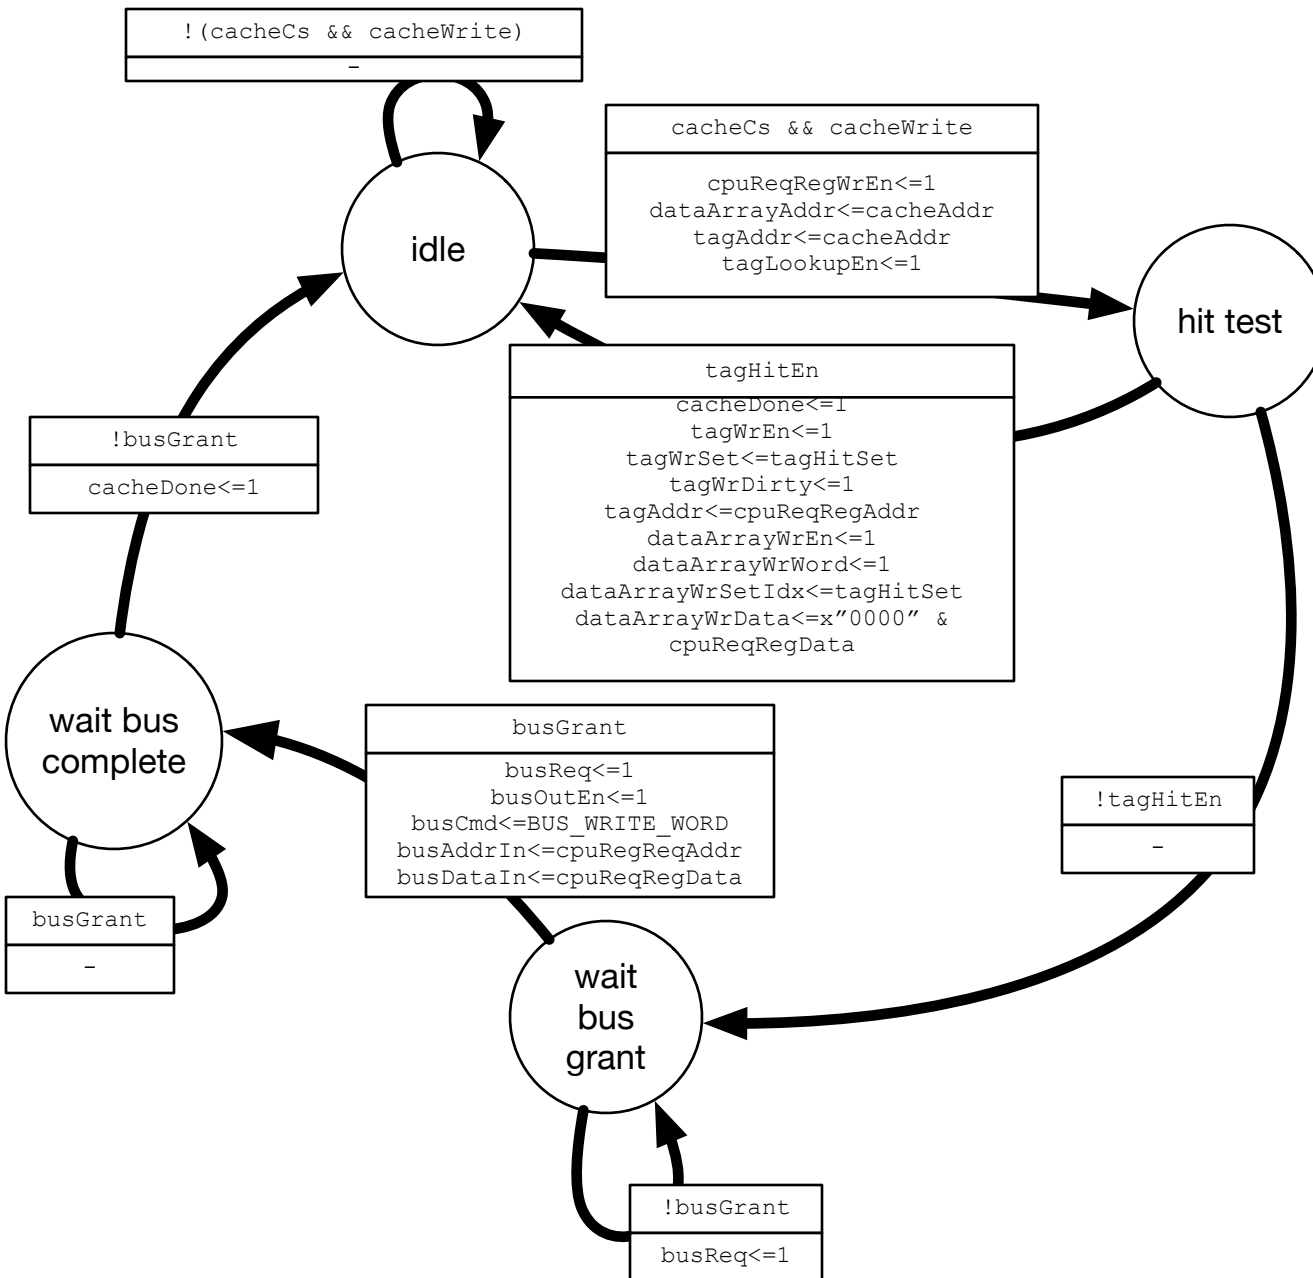 !(cacheCs && cacheWrite)
-
cacheCs && cacheWrite
cpuReqRegWrEn<=1
dataArrayAddr<=cacheAddr
tagAddr<=cacheAddr
tagLookupEn<=1
idle
hit test
tagHitEn
cacheDone<=1
tagWrEn<=1
tagWrSet<=tagHitSet
tagWrDirty<=1
tagAddr<=cpuReqRegAddr
dataArrayWrEn<=1
dataArrayWrWord<=1
dataArrayWrSetIdx<=tagHitSet
dataArrayWrData<=x”0000” &
cpuReqRegData
!busGrant
cacheDone<=1
wait bus
complete
busGrant
busReq<=1
busOutEn<=1
busCmd<=BUS_WRITE_WORD
busAddrIn<=cpuRegReqAddr
busDataIn<=cpuReqRegData
!tagHitEn
-
busGrant
-
wait
bus
grant
!busGrant
busReq<=1